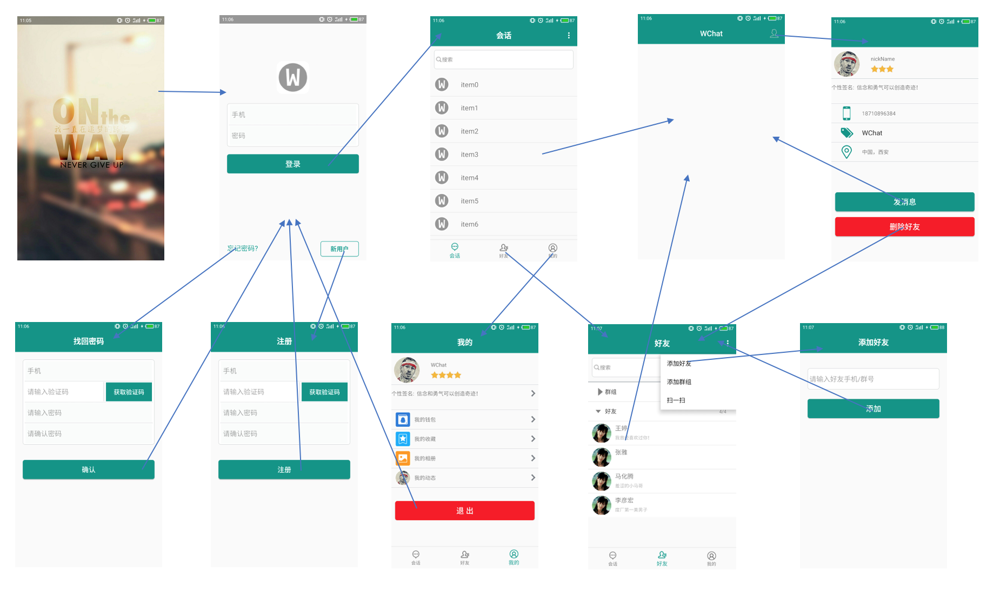 11:05
87
ON the
我一直在追梦的路上
WAY
NEVER GIVE UP
11:06
87
W
手机
密码
登录
忘记密码?
新用户
11:06
87
会话
搜索
W item0
W item1
W item2
W item3
W item4
W item5
W item6
会话 好友 我的
11:06
87
WChat
11:06
87
nickName
个性签名: 信念和勇气可以创造奇迹!
18710896384
WChat
中国，西安
发消息
删除好友
11:06
87
找回密码
手机
请输入验证码 获取验证码
请输入密码
请确认密码
确认
11:06
87
注册
手机
请输入验证码 获取验证码
请输入密码
请确认密码
注册
11:06
87
我的
WChat
个性签名: 信念和勇气可以创造奇迹!
我的钱包
我的收藏
我的相册
我的动态
退 出
会话 好友 我的
11:07
87
好友
搜索
添加好友
添加群组
扫一扫
群组
好友 4/4
王婷
我曾经喜欢过你!
张雅
马化腾
羞涩的小马哥
李彦宏
度厂第一美男子
会话 好友 我的
11:07
88
添加好友
请输入好友手机/群号
添加